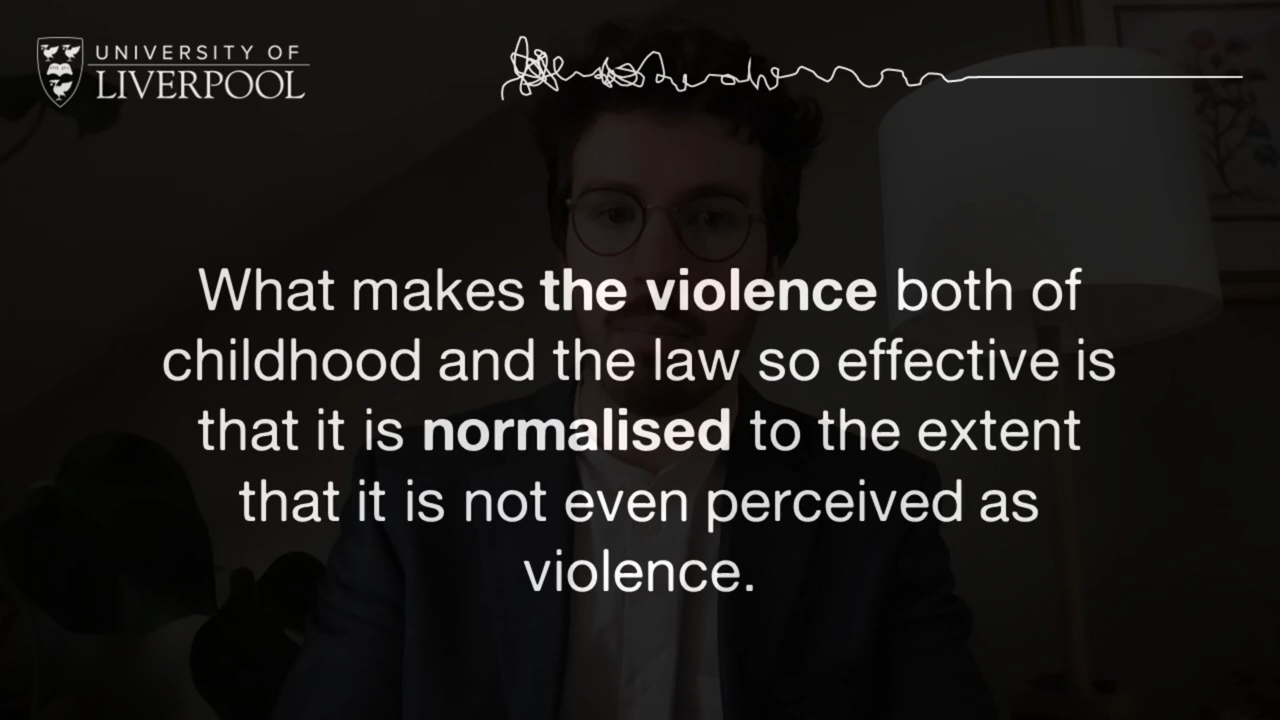 UNIVERSITY OF
LIVERPOOL
What makes the violence both of
childhood and the law so effective is
that it is normalised to the extent
that it is not even perceived as
violence.